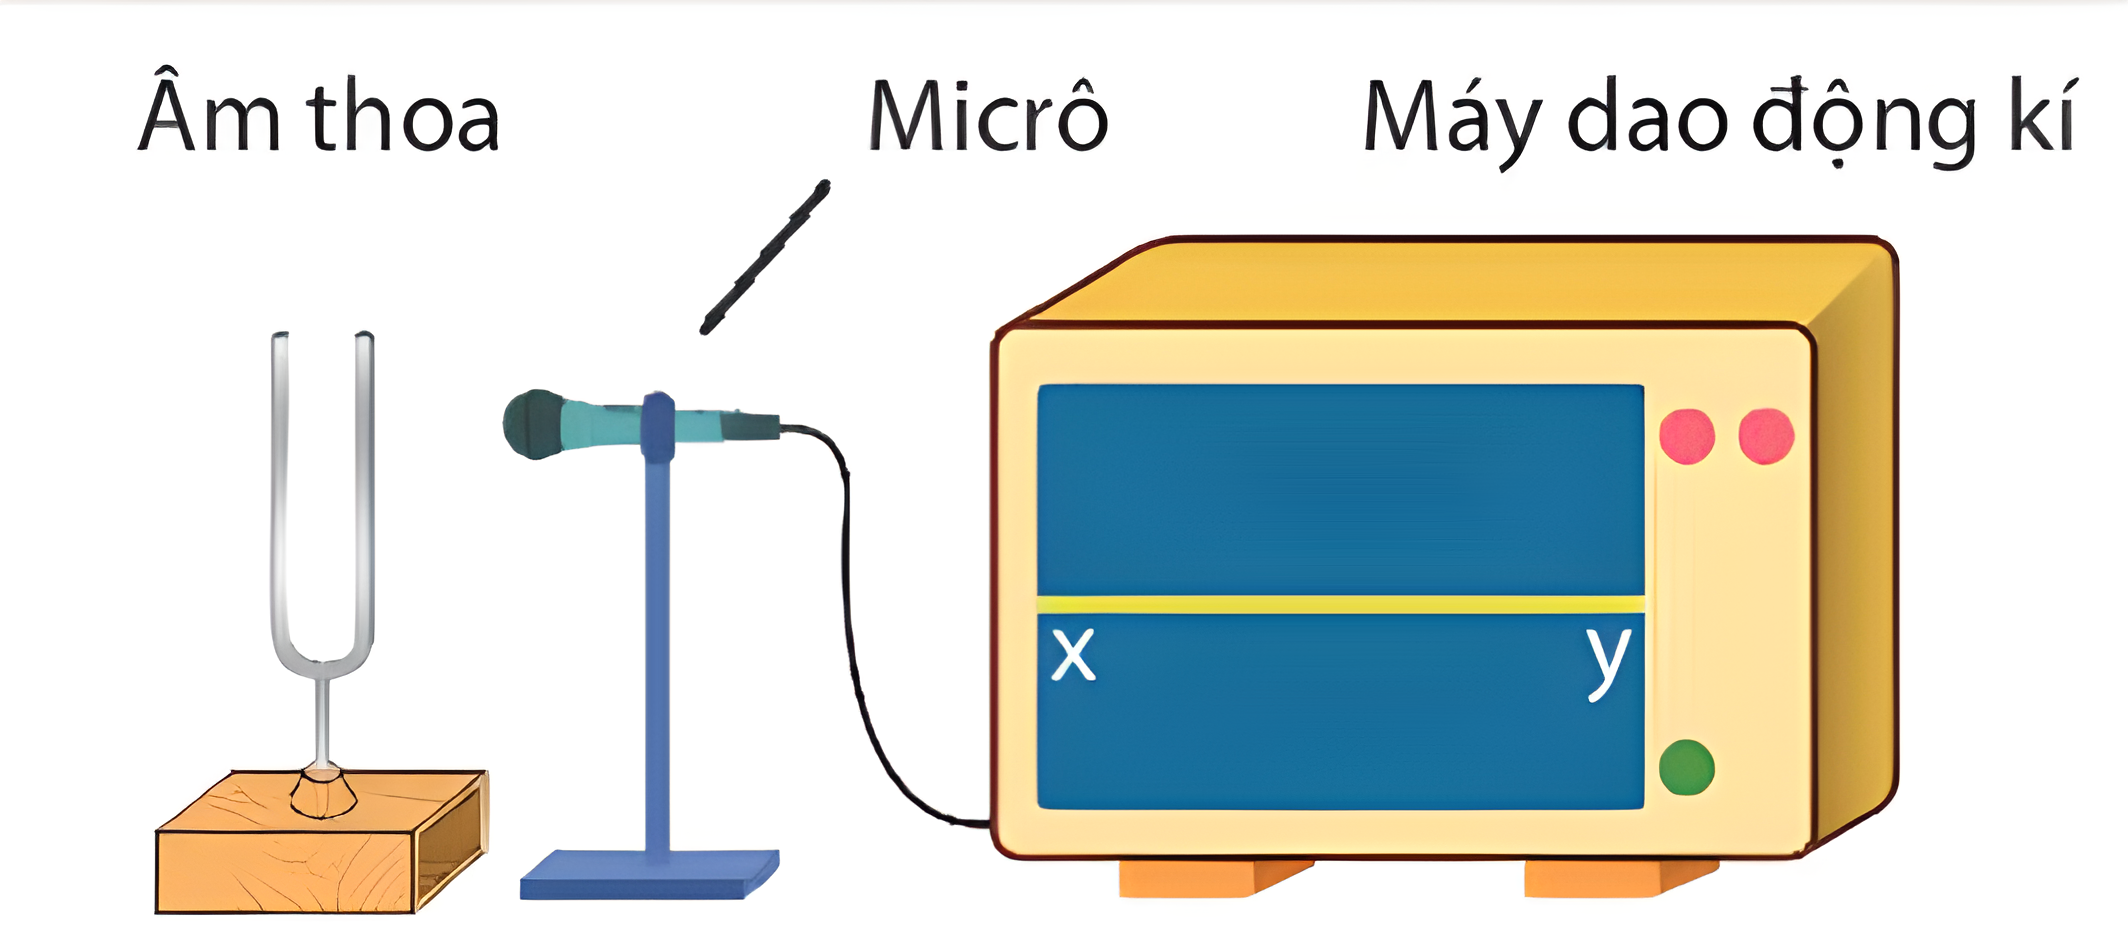 Âm thoa
Micrô
Máy dao động kí
x
y